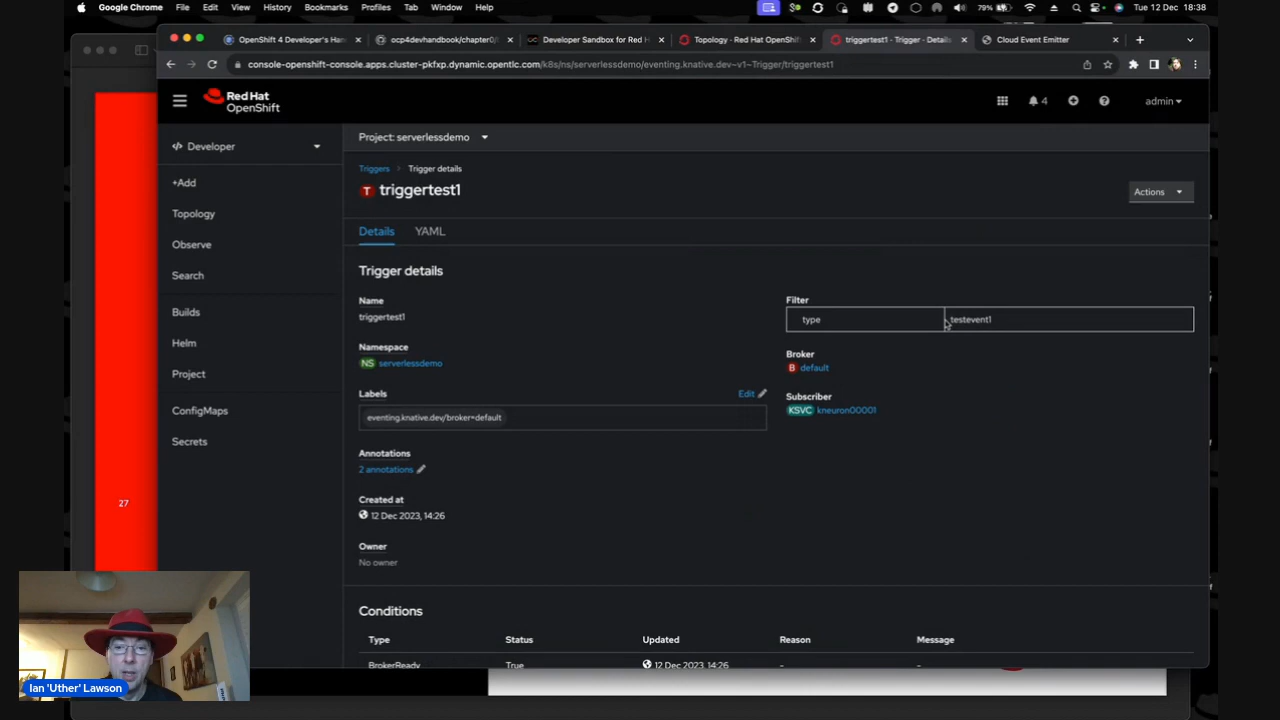 Google Chrome File Edit View History Bookmarks Profiles Tab Window Help 79% Tue 12 Dec 18:38
OpenShift 4 Developer's Han × ocp4devhandbook/chapter0 × Developer Sandbox for Red H × Topology · Red Hat OpenShift × triggertest1 · Trigger · Details × Cloud Event Emitter ×
console-openshift-console.apps.cluster-pkfxp.dynamic.opentlc.com/k8s/ns/serverlessdemo/eventing.knative.dev~v1~Trigger/triggertest1
Red Hat
OpenShift
4
admin
Developer
Project: serverlessdemo
+Add
Topology
Observe
Search
Builds
Helm
Project
ConfigMaps
Secrets
Triggers > Trigger details
T triggertest1
Actions
Details YAML
Trigger details
Name
triggertest1
Namespace
NS serverlessdemo
Labels
Edit
eventing.knative.dev/broker=default
Annotations
2 annotations
Created at
12 Dec 2023, 14:26
Owner
No owner
Filter
type testevent1
Broker
B default
Subscriber
KSVC kneuron00001
Conditions
Type Status Updated Reason Message
BrokerReady True 12 Dec 2023, 14:26 - -
27
Ian 'Uther' Lawson